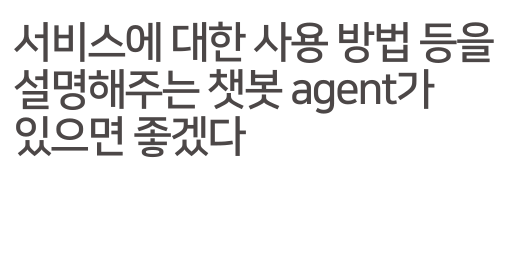 서비스에 대한 사용 방법 등을
설명해주는 챗봇 agent가
있으면 좋겠다